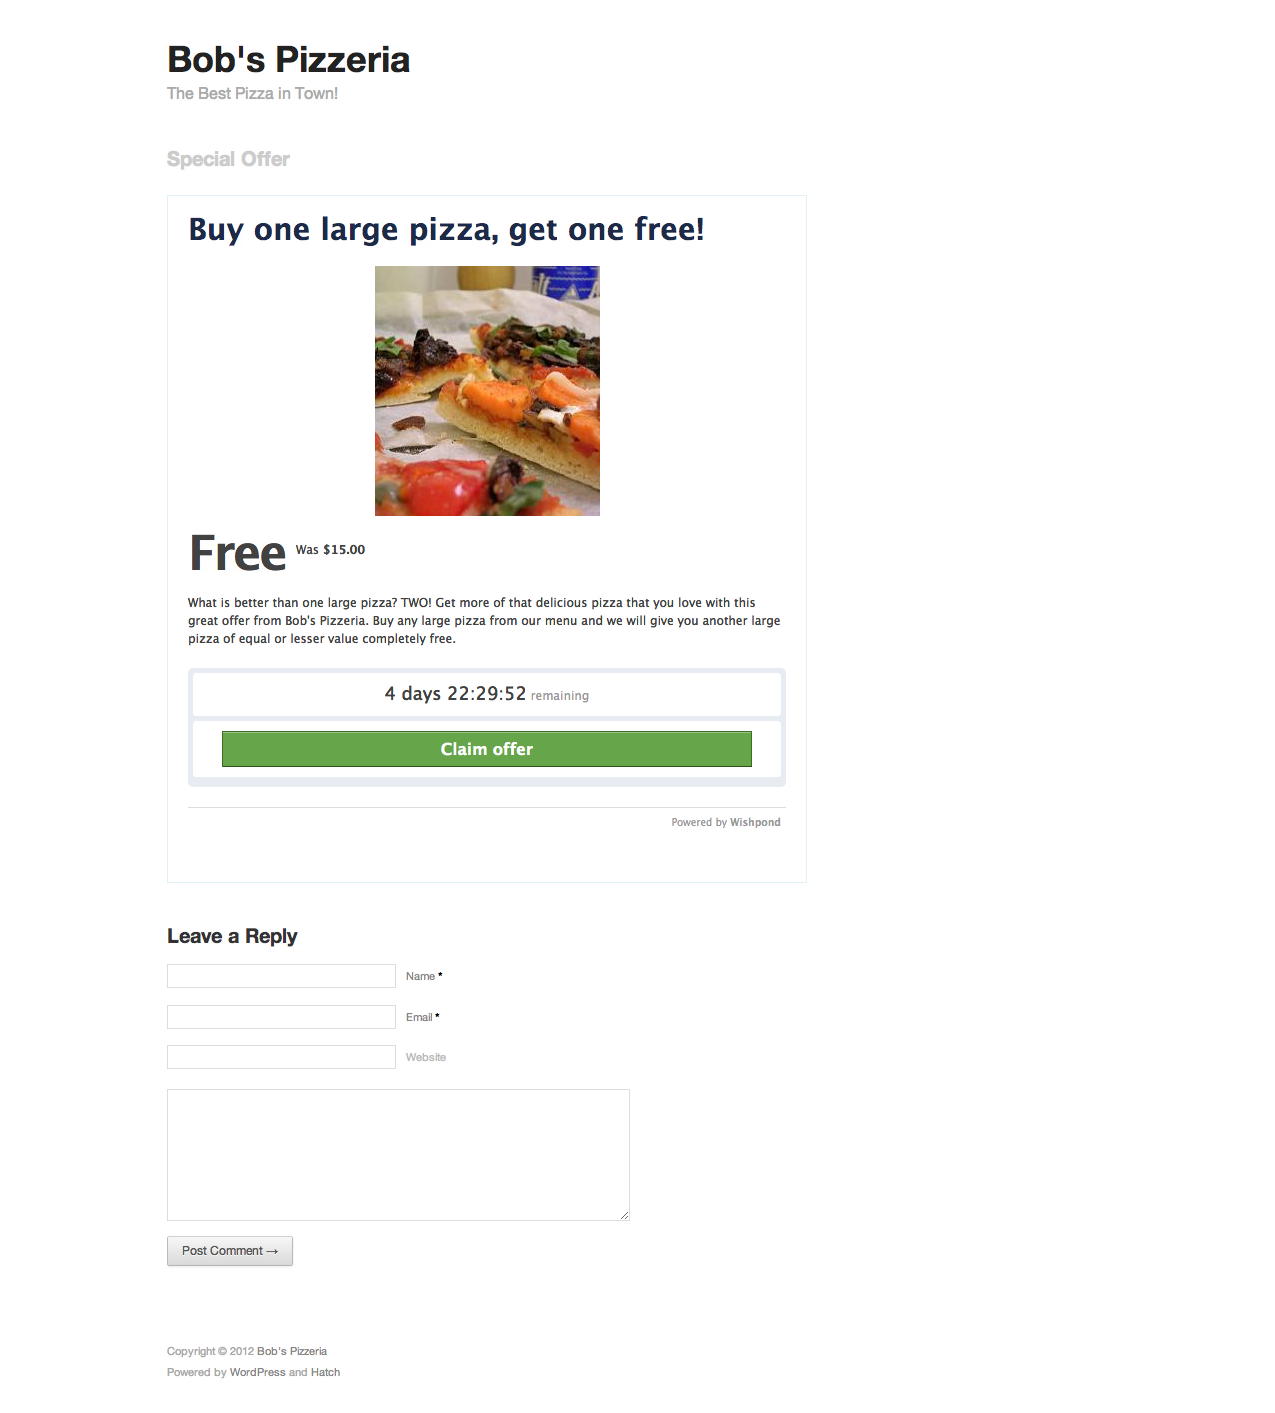 Bob's Pizzeria
The Best Pizza in Town!
Special Offer
Buy one large pizza, get one free!
Free Was $15.00
What is better than one large pizza? TWO! Get more of that delicious pizza that you love with this
great offer from Bob's Pizzeria. Buy any large pizza from our menu and we will give you another large
pizza of equal or lesser value completely free.
4 days 22:29:52 remaining
Claim offer
Powered by Wishpond
Leave a Reply
Name *
Email *
Website
Post Comment →
Copyright © 2012 Bob's Pizzeria
Powered by WordPress and Hatch